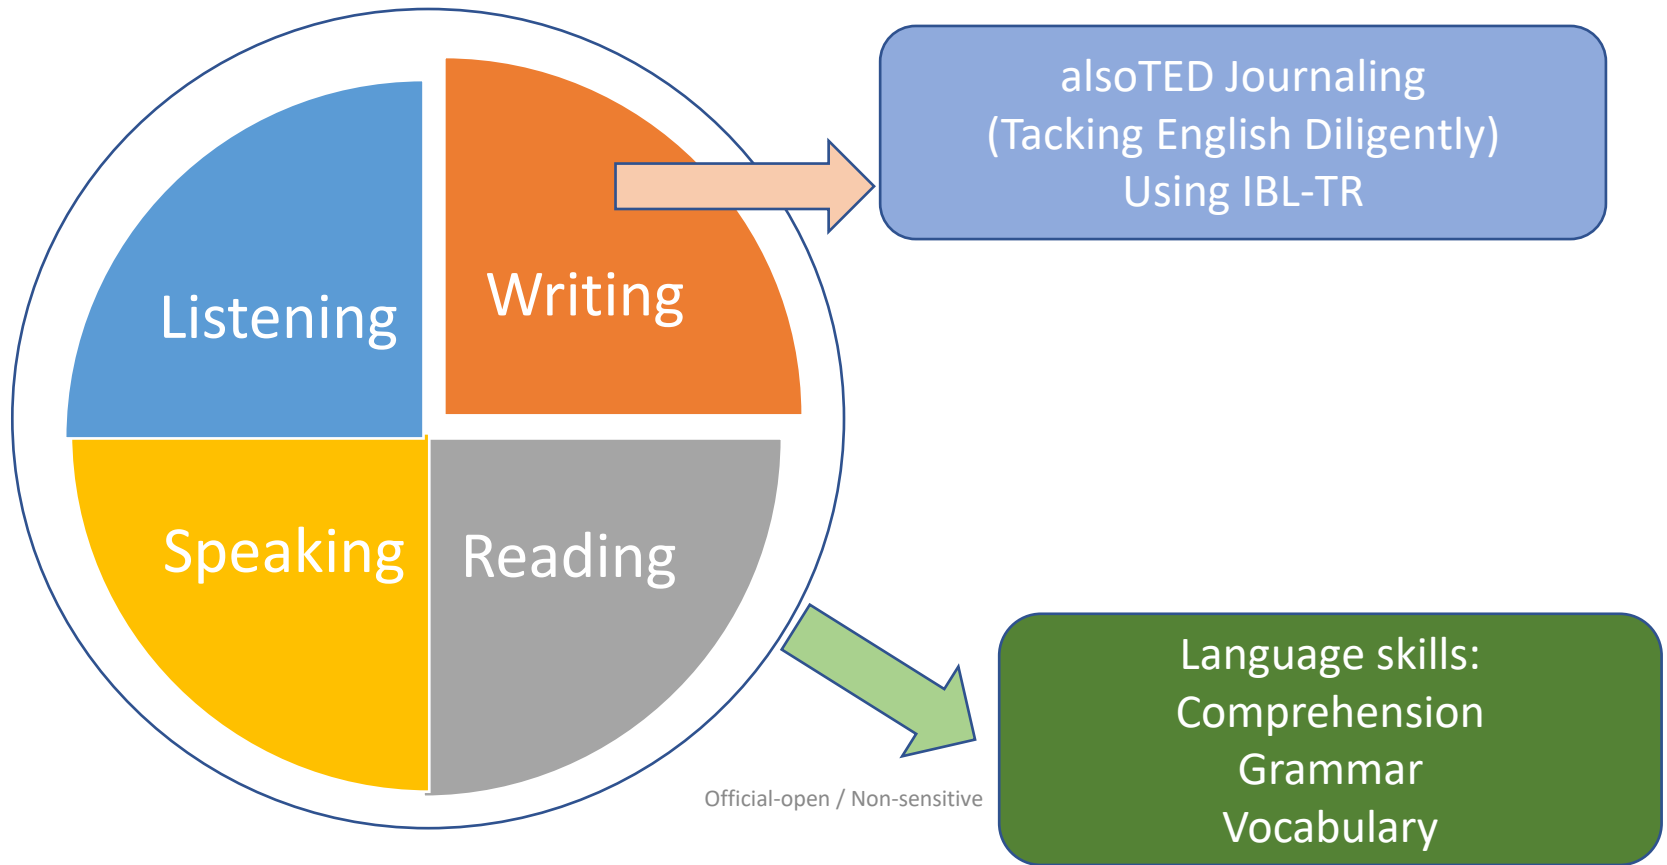 Listening
Writing
Speaking
Reading
alsoTED Journaling
(Tacking English Diligently)
Using IBL-TR
Language skills:
Comprehension
Grammar
Vocabulary
Official-open / Non-sensitive